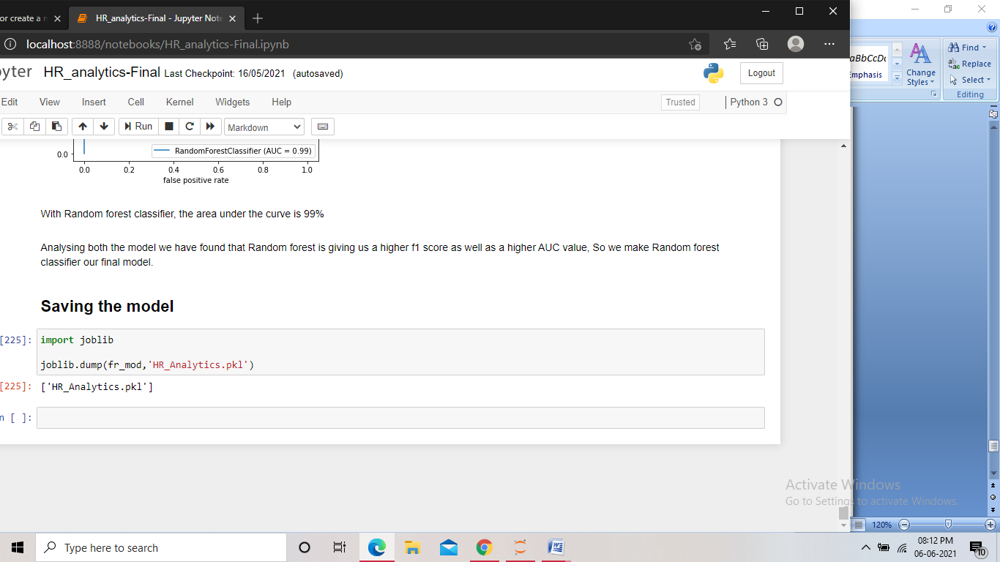 or create a n
HR_analytics-Final - Jupyter Note
localhost:8888/notebooks/HR_analytics-Final.ipynb
yter HR_analytics-Final Last Checkpoint: 16/05/2021 (autosaved)
Logout
Edit View Insert Cell Kernel Widgets Help
Trusted
Python 3
Run
Markdown
0.0
RandomForestClassifier (AUC = 0.99)
0.0 0.2 0.4 0.6 0.8 1.0
false positive rate
With Random forest classifier, the area under the curve is 99%
Analysing both the model we have found that Random forest is giving us a higher f1 score as well as a higher AUC value, So we make Random forest
classifier our final model.
Saving the model
[225]: import joblib
joblib.dump(fr_mod,'HR_Analytics.pkl')
[225]: ['HR_Analytics.pkl']
n [ ]:
aBbCcDc
Emphasis
Change
Styles
Find
Replace
Select
Editing
Activate Windows
Go to Settings to activate Windows.
120%
Type here to search
08:12 PM
06-06-2021
10